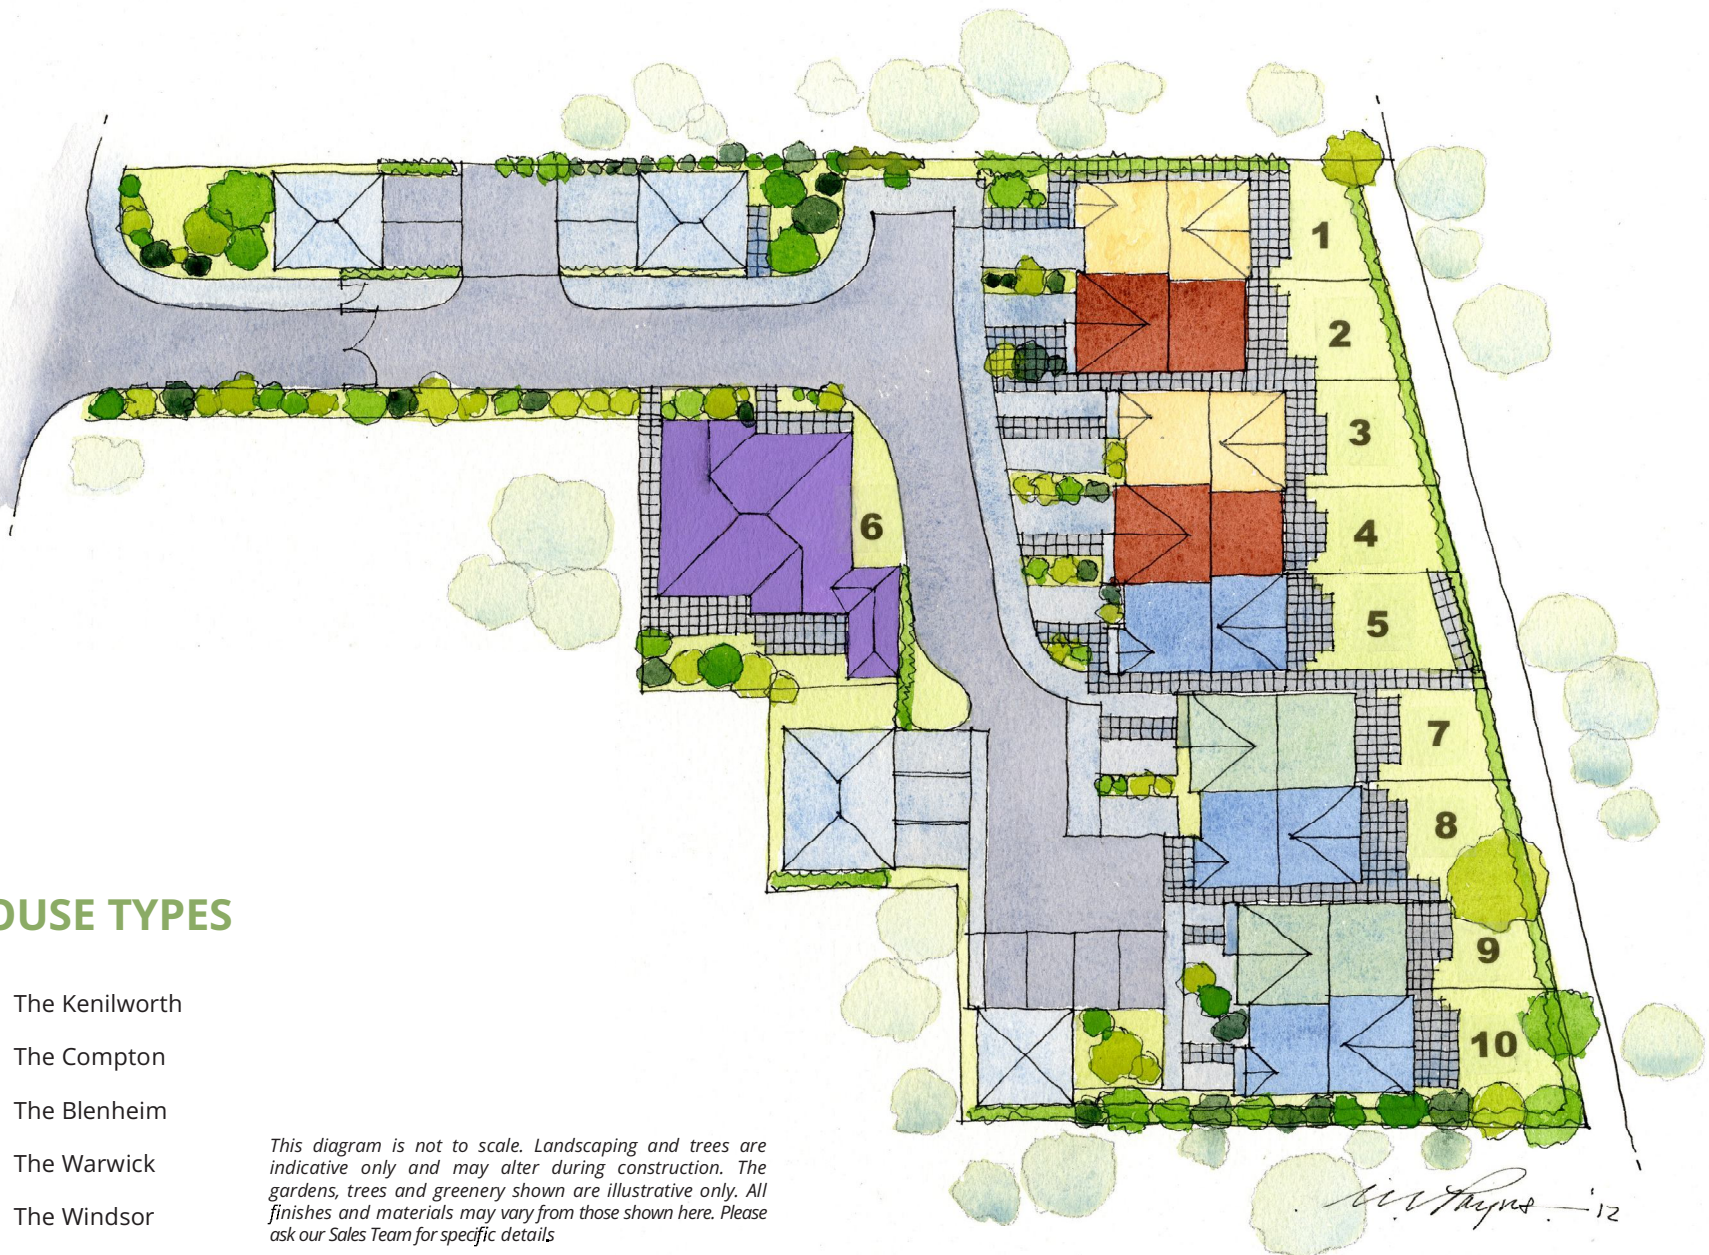 1
2
3
4
6
5
7
8
9
10
OUSE TYPES
The Kenilworth
The Compton
The Blenheim
The Warwick
The Windsor
This diagram is not to scale. Landscaping and trees are
indicative only and may alter during construction. The
gardens, trees and greenery shown are illustrative only. All
finishes and materials may vary from those shown here. Please
ask our Sales Team for specific details
'12